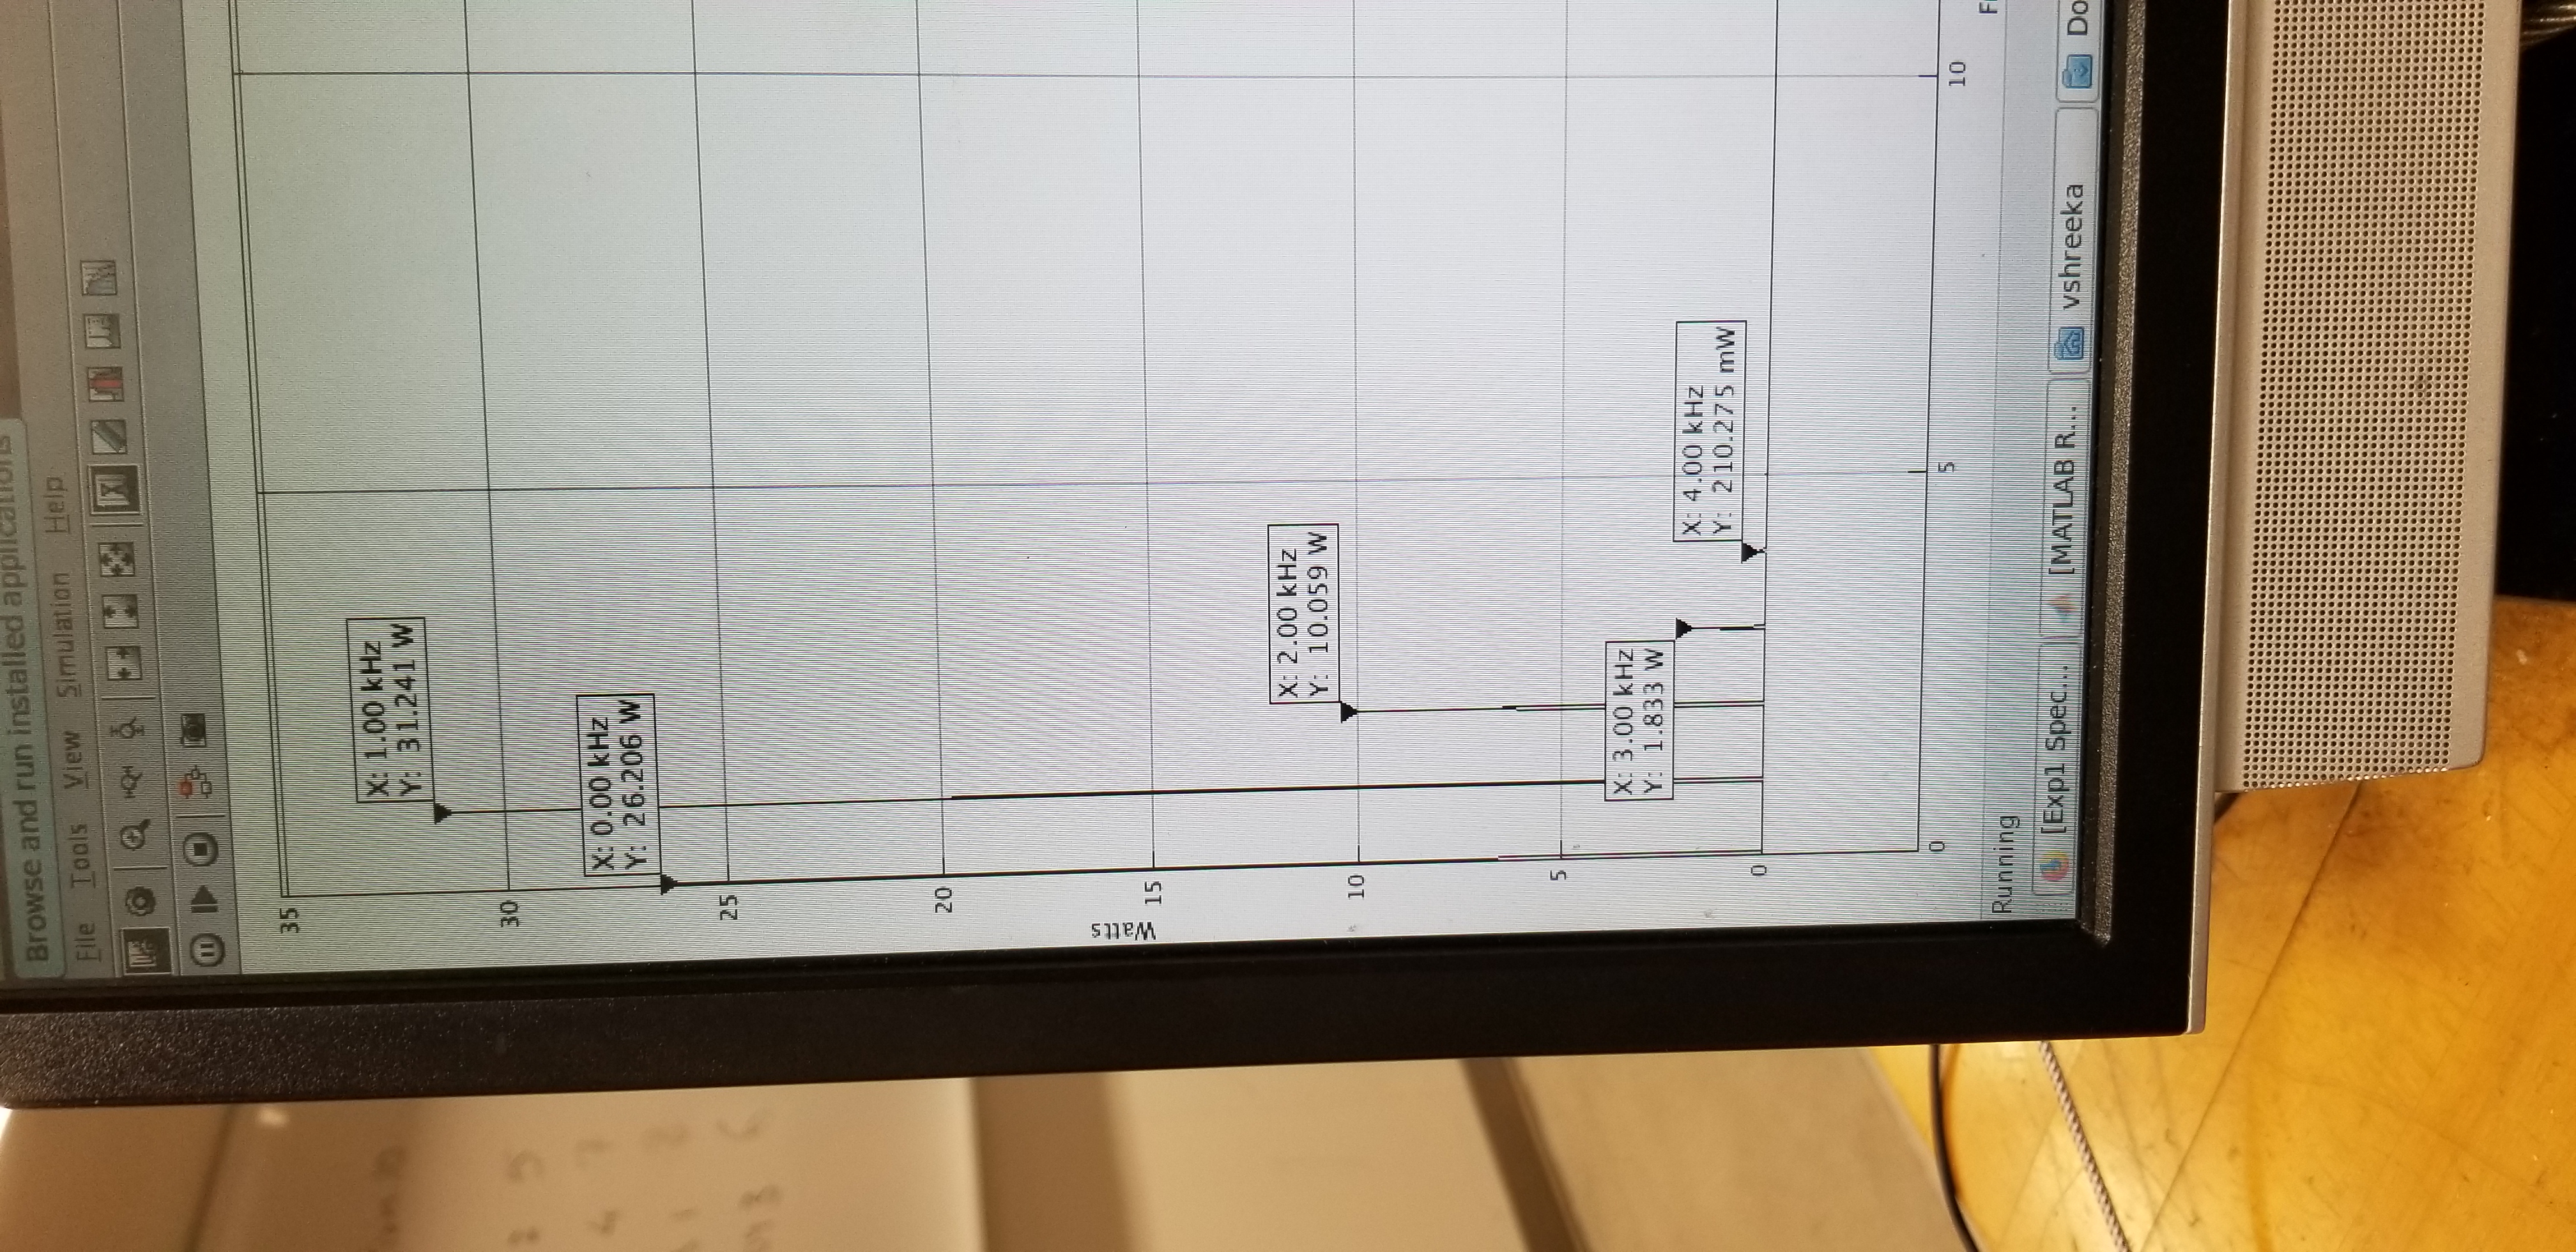 Browse and run installed applications
File Tools View Simulation Help
35
X: 1.00 kHz
Y: 31.241 W
30
X: 0.00 kHz
Y: 26.206 W
25
20
Watts
15
X: 2.00 kHz
Y: 10.059 W
10
5
X: 3.00 kHz
Y: 1.833 W
X: 4.00 kHz
Y: 210.275 mW
0
0
5
10
Running
[Exp1 Spec...
[MATLAB R...
vshreeka
Do